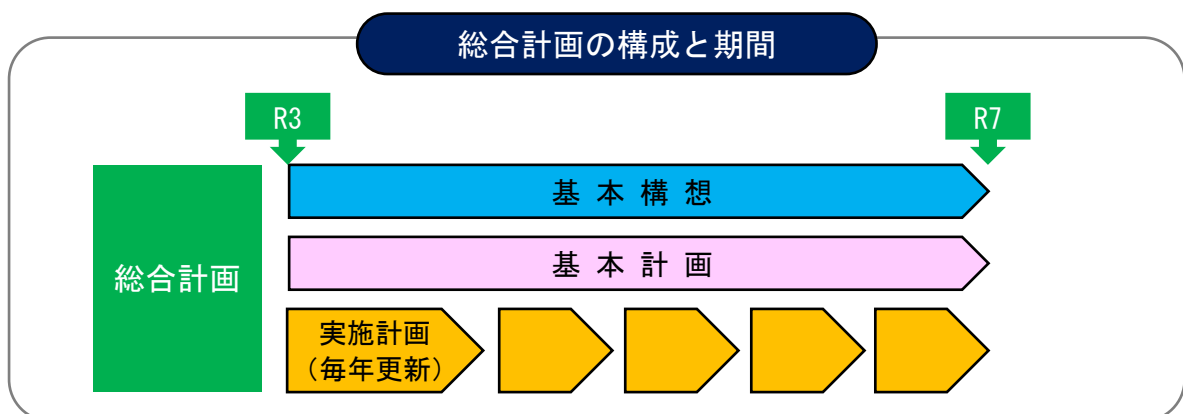 総合計画の構成と期間
R3
R7
基本構想
総合計画
基本計画
実施計画
（毎年更新）